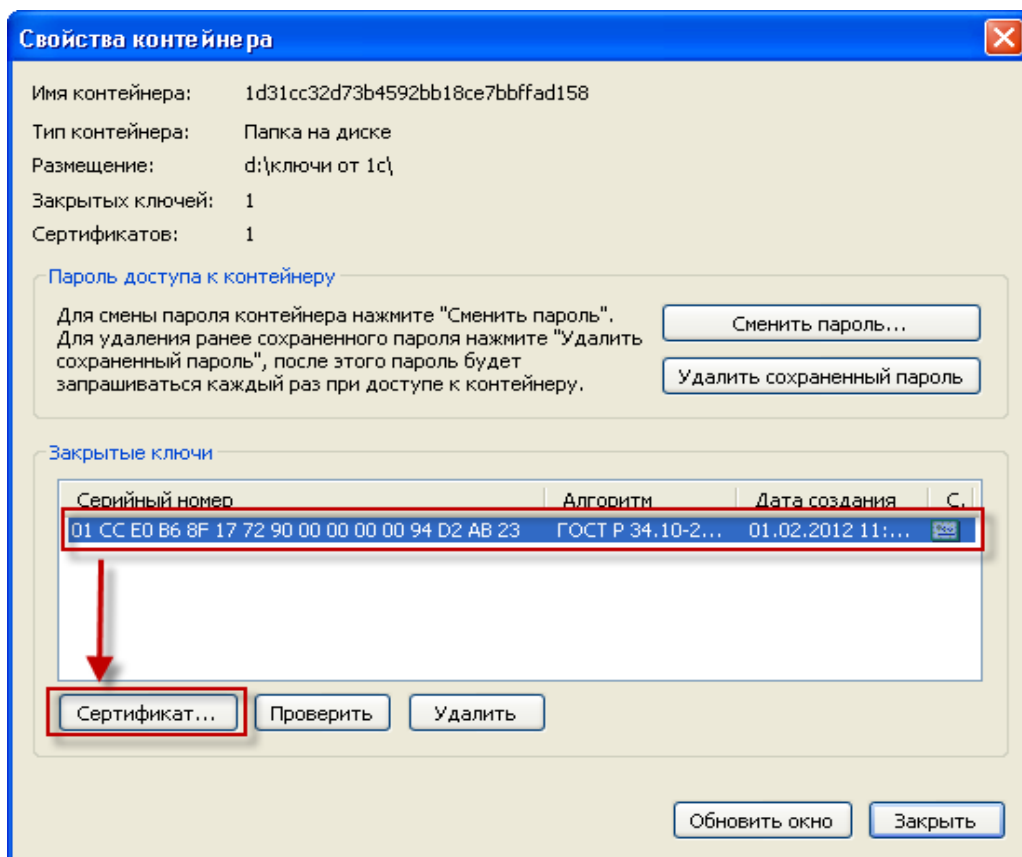 Свойства контейнера
Имя контейнера: 1d31cc32d73b4592bb18ce7bbffad158
Тип контейнера: Папка на диске
Размещение: d:\ключи от 1с\
Закрытых ключей: 1
Сертификатов: 1
Пароль доступа к контейнеру
Для смены пароля контейнера нажмите "Сменить пароль".
Для удаления ранее сохраненного пароля нажмите "Удалить
сохраненный пароль", после этого пароль будет
запрашиваться каждый раз при доступе к контейнеру.
Сменить пароль...
Удалить сохраненный пароль
Закрытые ключи
Серийный номер Алгоритм Дата создания С.
01 CC E0 B6 8F 17 72 90 00 00 00 00 94 D2 AB 23 ГОСТ Р 34.10-2... 01.02.2012 11:...
Сертификат... Проверить Удалить
Обновить окно Закрыть